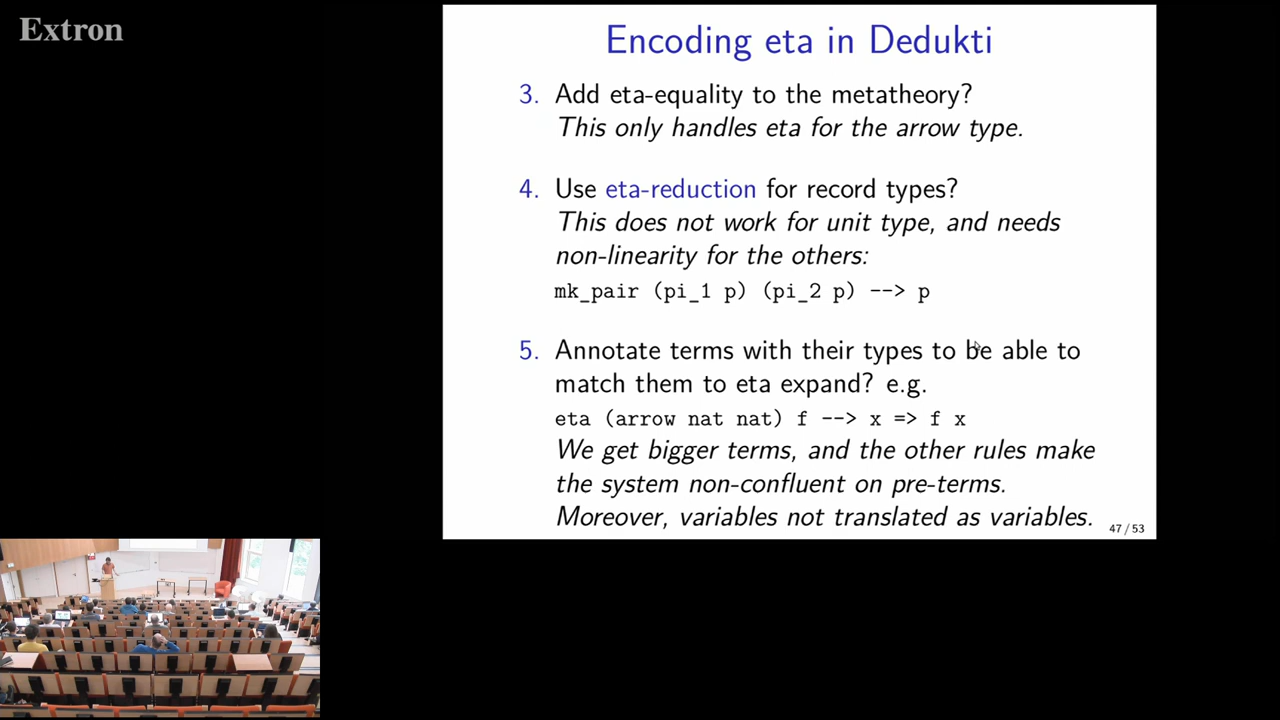 Extron
Encoding eta in Dedukti
3. Add eta-equality to the metatheory?
This only handles eta for the arrow type.
4. Use eta-reduction for record types?
This does not work for unit type, and needs
non-linearity for the others:
mk_pair (pi_1 p) (pi_2 p) --> p
5. Annotate terms with their types to be able to
match them to eta expand? e.g.
eta (arrow nat nat) f --> x => f x
We get bigger terms, and the other rules make
the system non-confluent on pre-terms.
Moreover, variables not translated as variables.
47 / 53